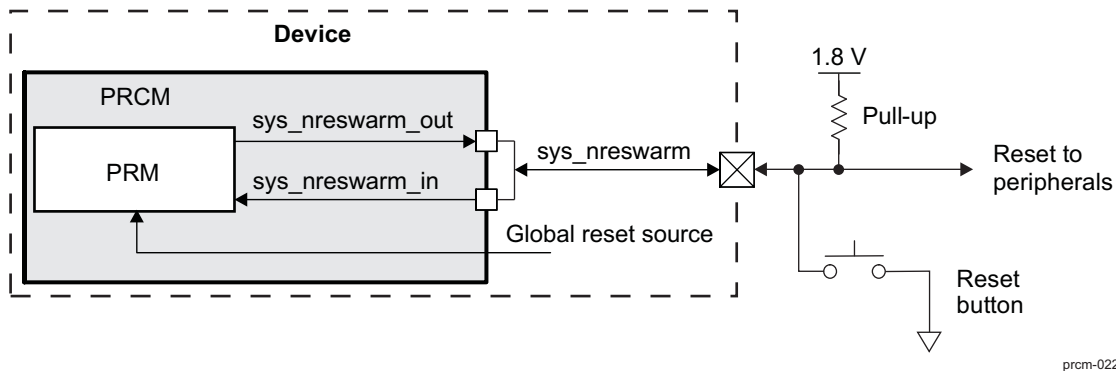 Device
1.8 V
PRCM
Pull-up
sys_nreswarm_out
sys_nreswarm
PRM
sys_nreswarm_in
Reset to
peripherals
Global reset source
Reset
button
prcm-022